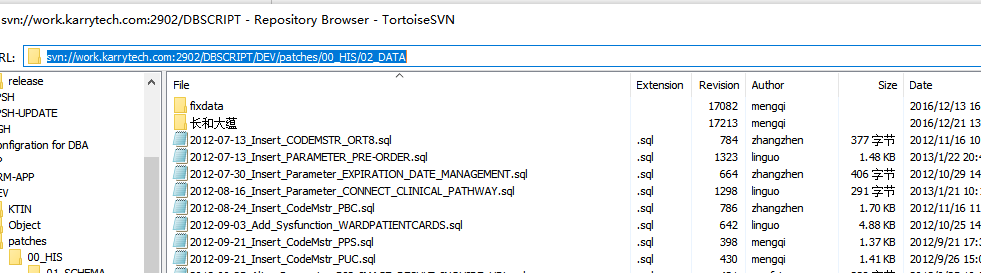 svn://work.karrytech.com:2902/DBSCRIPT - Repository Browser - TortoiseSVN
RL: svn://work.karrytech.com:2902/DBSCRIPT/DEV/patches/00_HIS/02_DATA
release
PSH
PSH-UPDATE
GH
onfigration for DBA
RM-APP
EV
KTIN
Object
patches
00_HIS
01_SCHEMA
File Extension Revision Author Size Date
fixdata 17082 mengqi 2016/12/13 16
长和大蕴 17213 mengqi 2016/12/21 13
2012-07-13_Insert_CODEMSTR_ORT8.sql .sql 784 zhangzhen 377 字节 2012/11/16 10
2012-07-13_Insert_PARAMETER_PRE-ORDER.sql .sql 1323 linguo 1.48 KB 2013/1/22 20:4
2012-07-30_Insert_Parameter_EXPIRATION_DATE_MANAGEMENT.sql .sql 664 zhangzhen 406 字节 2012/10/29 14
2012-08-16_Insert_Parameter_CONNECT_CLINICAL_PATHWAY.sql .sql 1298 linguo 291 字节 2013/1/21 10:1
2012-08-24_Insert_CodeMstr_PBC.sql .sql 786 zhangzhen 1.70 KB 2012/11/16 11
2012-09-03_Add_Sysfunction_WARDPATIENTCARDS.sql .sql 642 linguo 4.88 KB 2012/10/25 14
2012-09-21_Insert_CodeMstr_PPS.sql .sql 398 mengqi 1.37 KB 2012/9/21 17:3
2012-09-21_Insert_CodeMstr_PUC.sql .sql 430 mengqi 1.41 KB 2012/9/26 15:0